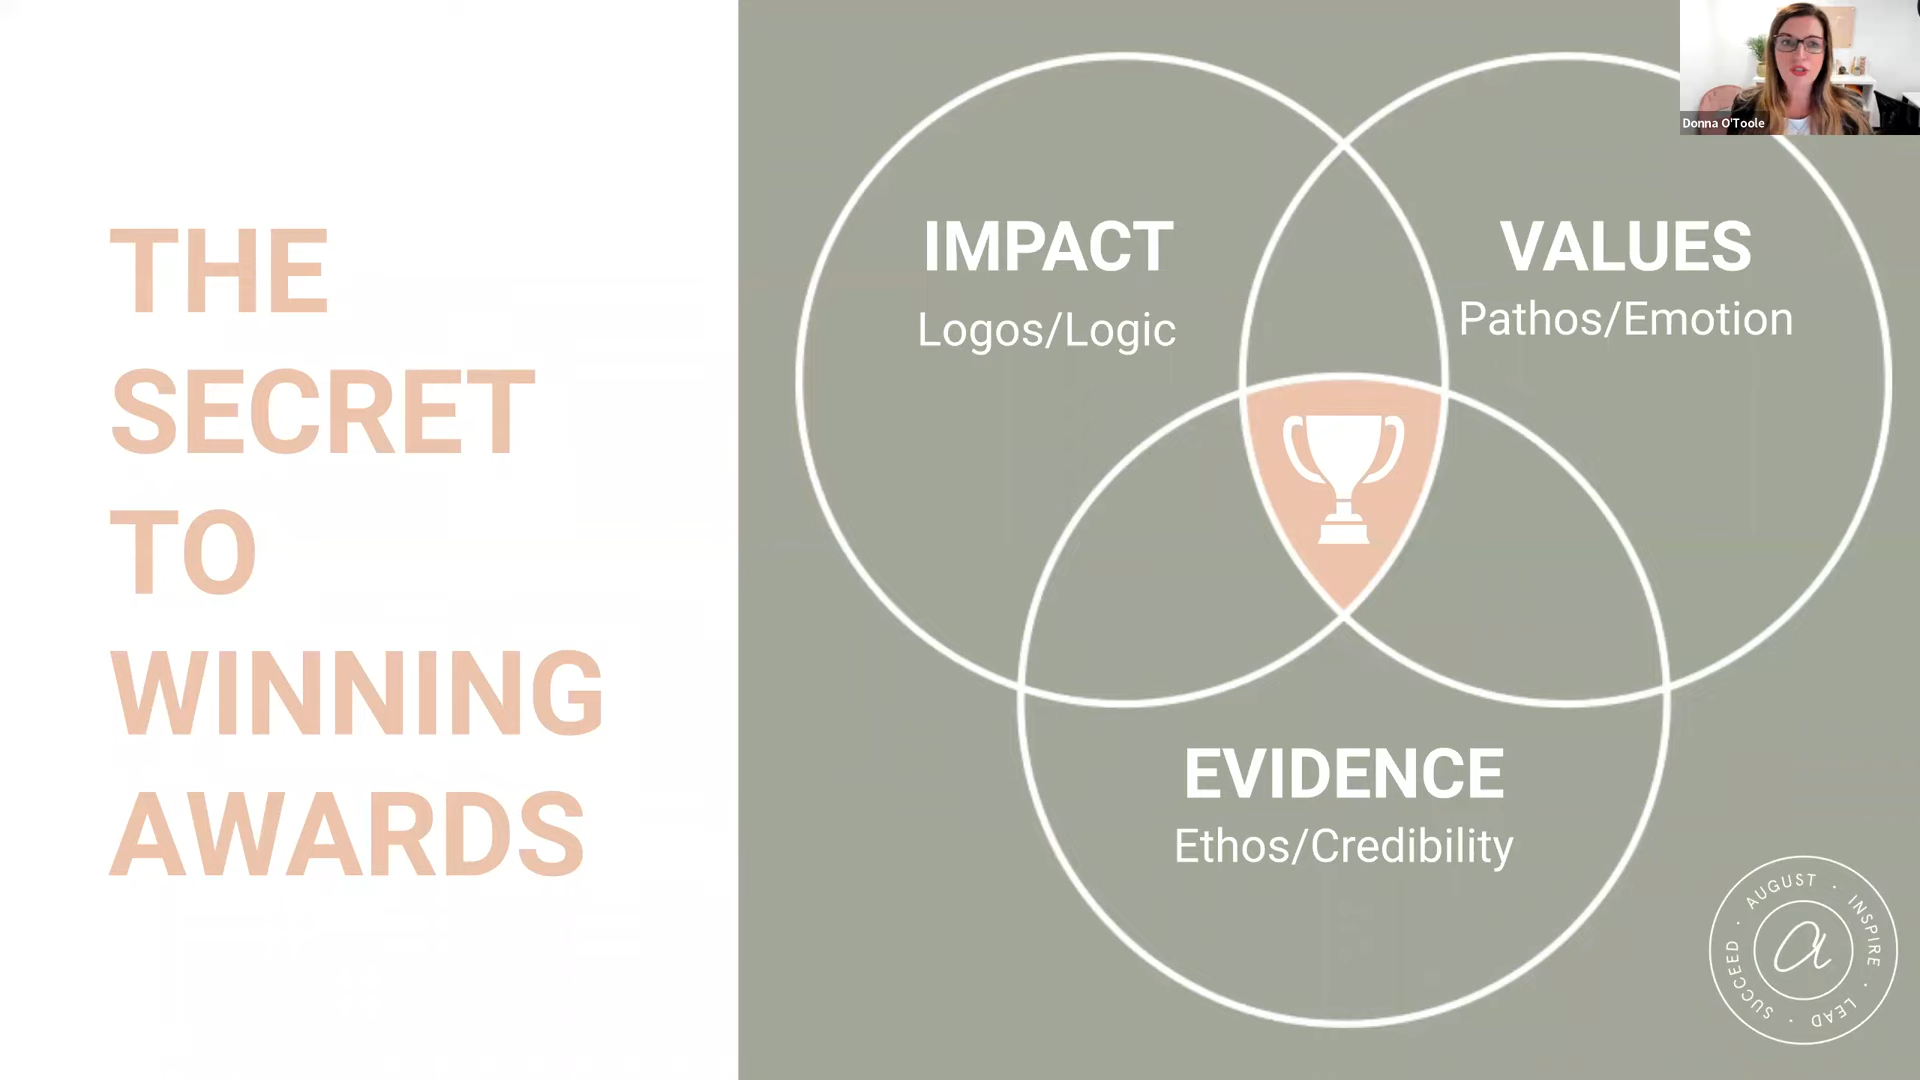 THE
SECRET
TO
WINNING
AWARDS
IMPACT
Logos/Logic
VALUES
Pathos/Emotion
EVIDENCE
Ethos/Credibility
Donna O'Toole
AUGUST · INSPIRE · LEAD · SUCCEED ·
a